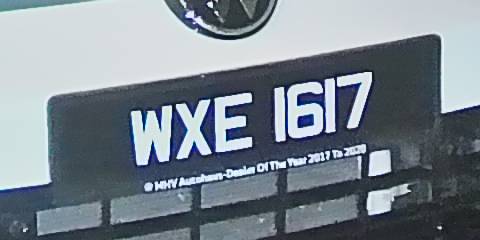 WXE 1617
@ MHV Autohaus-Dealer Of The Year 2017 To 2020